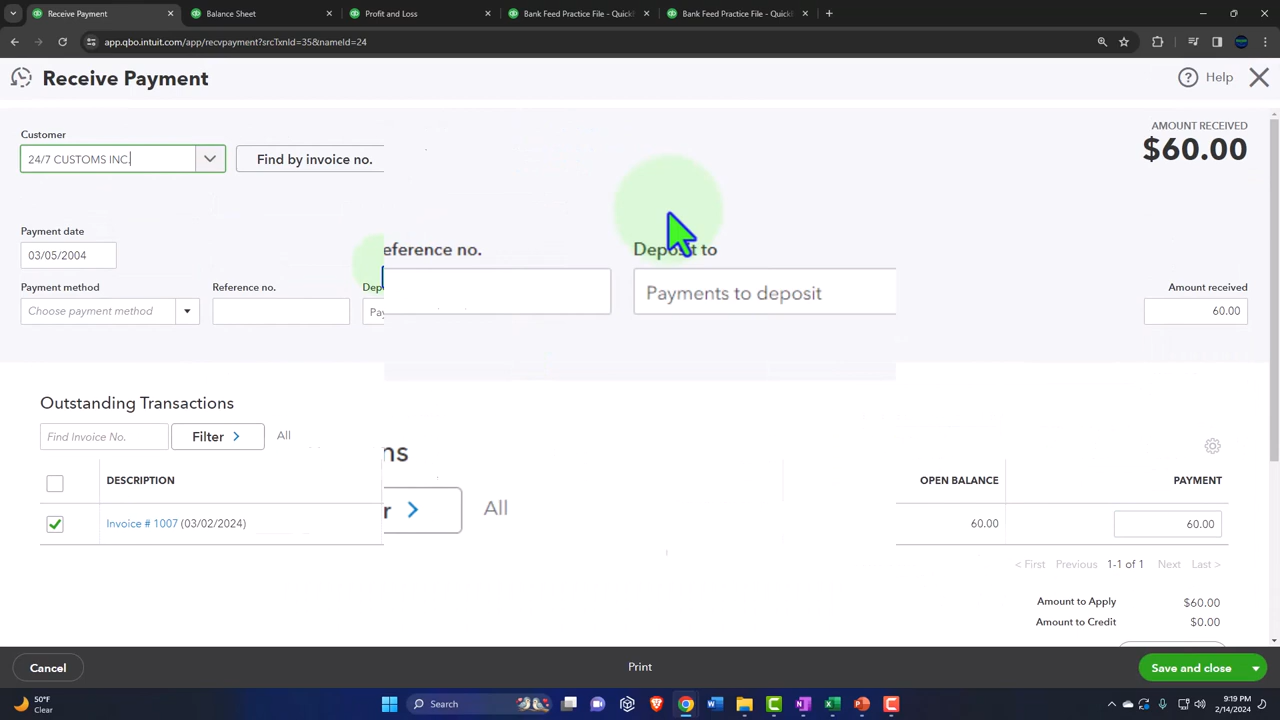 Receive Payment
Balance Sheet
Profit and Loss
Bank Feed Practice File - Quick
Bank Feed Practice File - Quick
app.qbo.intuit.com/app/recvpayment?srcTxnId=35&nameId=24
Receive Payment
Help
Customer
AMOUNT RECEIVED
24/7 CUSTOMS INC.
Find by invoice no.
$60.00
Payment date
03/05/2004
eference no.
Deposit to
Payment method
Reference no.
Dep
Amount received
Choose payment method
Pa
Payments to deposit
60.00
Outstanding Transactions
Find Invoice No.
Filter >
All
ns
r >
All
DESCRIPTION
OPEN BALANCE
PAYMENT
Invoice # 1007 (03/02/2024)
60.00
60.00
< First
Previous
1-1 of 1
Next
Last >
Amount to Apply
$60.00
Amount to Credit
$0.00
Cancel
Print
Save and close
50°F
Clear
Search
9:19 PM
2/14/2024